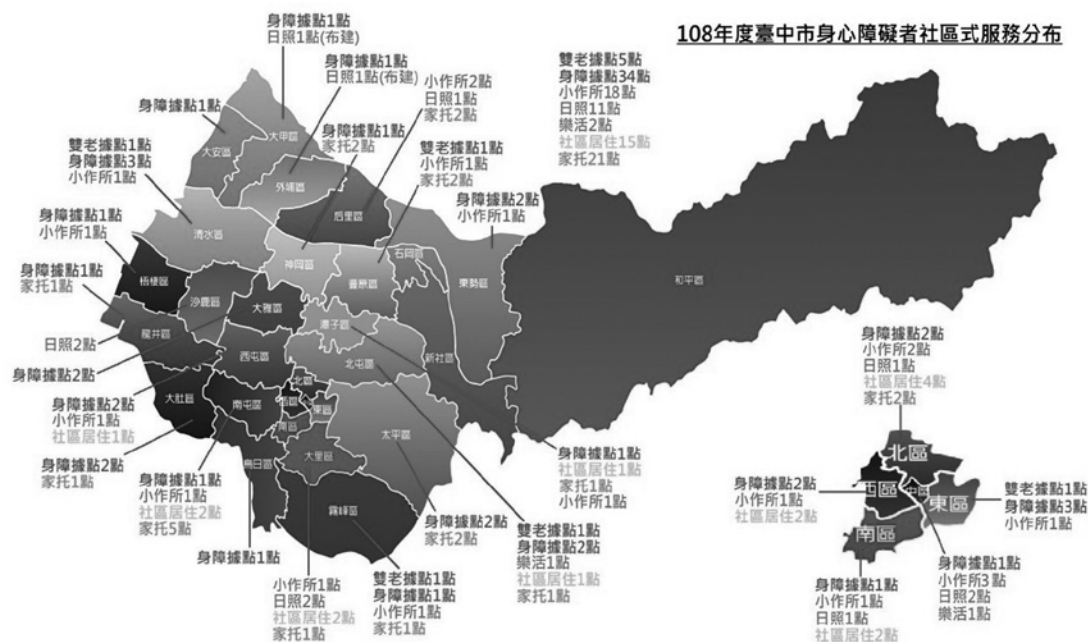 108年度臺中市身心障礙者社區式服務分布
雙老據點5點
身障據點34點
小作所18點
日照11點
樂活2點
社區居住15點
家托21點
身障據點1點
日照1點(布建)
身障據點1點
日照1點(布建)
小作所2點
日照1點
家托2點
身障據點1點
身障據點1點
家托2點
雙老據點1點
身障據點3點
小作所1點
雙老據點1點
小作所1點
家托2點
身障據點2點
小作所1點
身障據點1點
小作所1點
身障據點1點
家托1點
日照2點
身障據點2點
身障據點2點
小作所1點
社區居住1點
身障據點2點
家托1點
身障據點1點
小作所1點
社區居住2點
家托5點
身障據點1點
小作所1點
日照2點
社區居住2點
家托1點
雙老據點1點
身障據點1點
小作所1點
家托1點
身障據點2點
家托2點
雙老據點1點
身障據點2點
樂活1點
社區居住1點
家托1點
身障據點1點
社區居住1點
家托1點
小作所1點
大甲區
大安區
外埔區
后里區
清水區
神岡區
豐原區
石岡區
東勢區
和平區
梧棲區
沙鹿區
大雅區
潭子區
龍井區
西屯區
北屯區
新社區
大肚區
南屯區
北區
西區
東區
南區
太平區
烏日區
大里區
霧峰區
身障據點2點
小作所2點
日照1點
社區居住4點
家托2點
北區
西區
中區
東區
南區
身障據點2點
小作所1點
社區居住2點
雙老據點1點
身障據點3點
小作所1點
身障據點1點
小作所3點
日照2點
樂活1點
身障據點1點
小作所1點
日照1點
社區居住2點